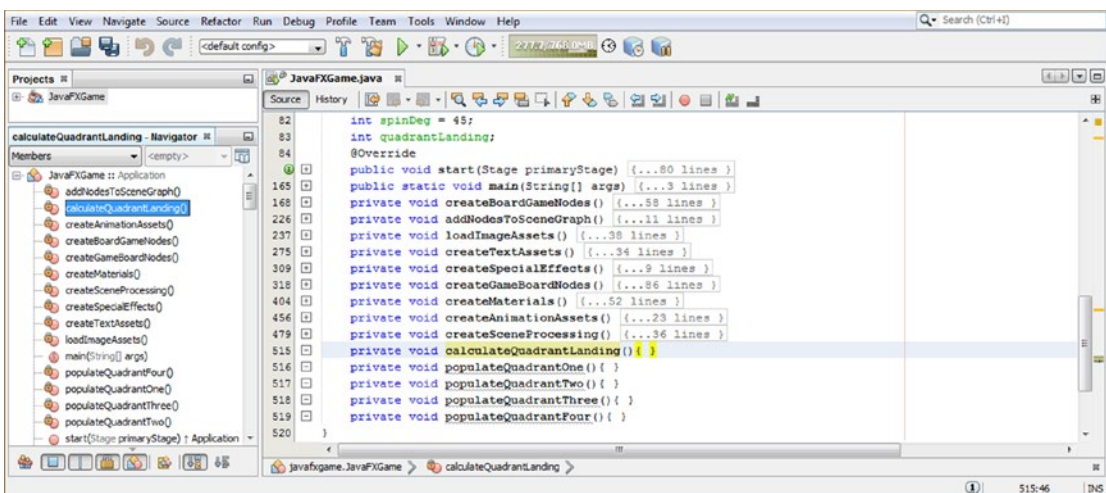 File Edit View Navigate Source Refactor Run Debug Profile Team Tools Window Help
Search (Ctrl+I)
<default config>
277.7/768.0MB
Projects
JavaFXGame
calculateQuadrantLanding - Navigator
Members
<empty>
JavaFXGame :: Application
addNodesToSceneGraph()
calculateQuadrantLanding()
createAnimationAssets()
createBoardGameNodes()
createGameBoardNodes()
createMaterials()
createSceneProcessing()
createSpecialEffects()
createTextAssets()
loadImageAssets()
main(String[] args)
populateQuadrantFour()
populateQuadrantOne()
populateQuadrantThree()
populateQuadrantTwo()
start(Stage primaryStage) ↑ Application
JavaFXGame.java
Source History
82 int spinDeg = 45;
83 int quadrantLanding;
84 @Override
public void start(Stage primaryStage) {...80 lines }
165 public static void main(String[] args) {...3 lines }
168 private void createBoardGameNodes() {...58 lines }
226 private void addNodesToSceneGraph() {...11 lines }
237 private void loadImageAssets() {...38 lines }
275 private void createTextAssets() {...34 lines }
309 private void createSpecialEffects() {...9 lines }
318 private void createGameBoardNodes() {...86 lines }
404 private void createMaterials() {...52 lines }
456 private void createAnimationAssets() {...23 lines }
479 private void createSceneProcessing() {...36 lines }
515 private void calculateQuadrantLanding(){ }
516 private void populateQuadrantOne(){ }
517 private void populateQuadrantTwo(){ }
518 private void populateQuadrantThree(){ }
519 private void populateQuadrantFour(){ }
520 }
javafxgame.JavaFXGame
calculateQuadrantLanding
1
515:46
INS